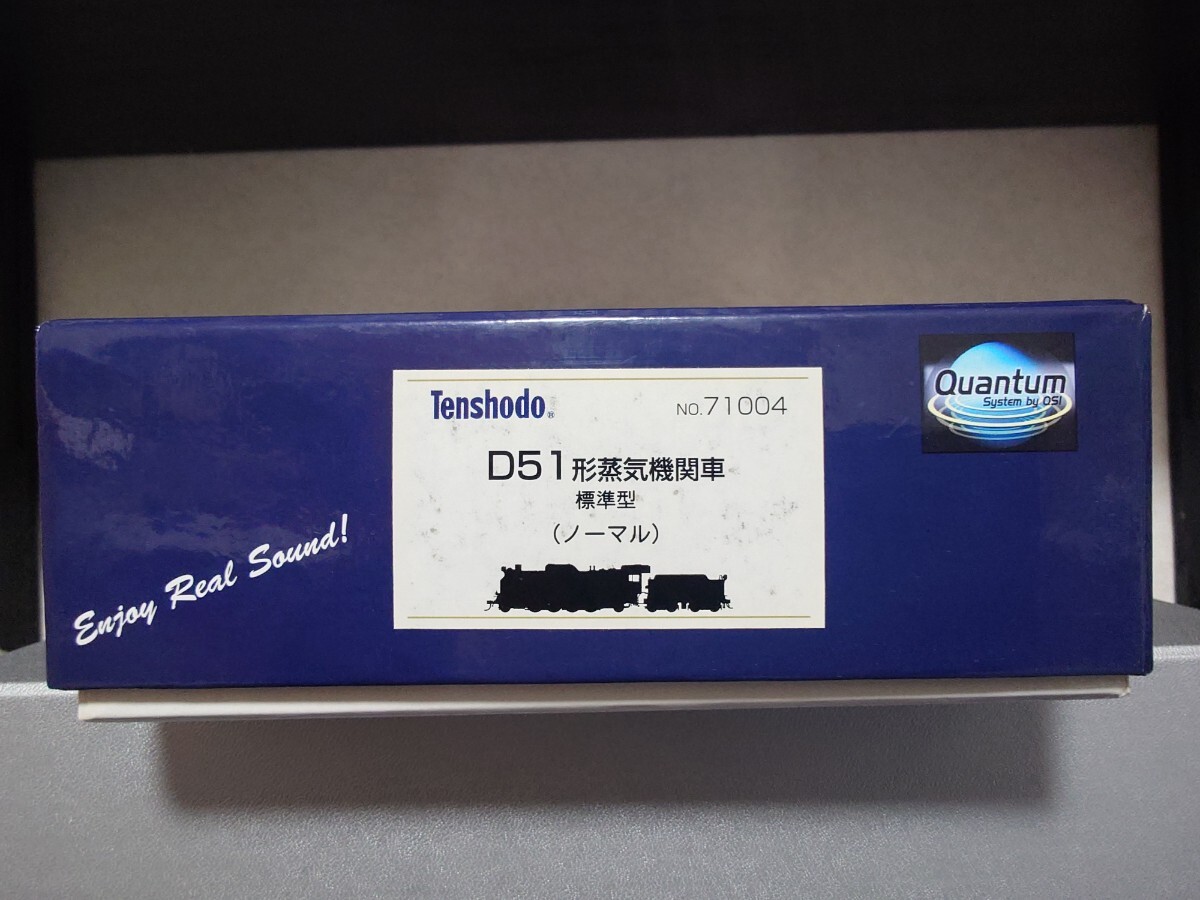 Tenshodo®
NO.71004
D51形蒸気機関車
標準型
(ノーマル)
Enjoy Real Sound!
Quantum
System by QSI